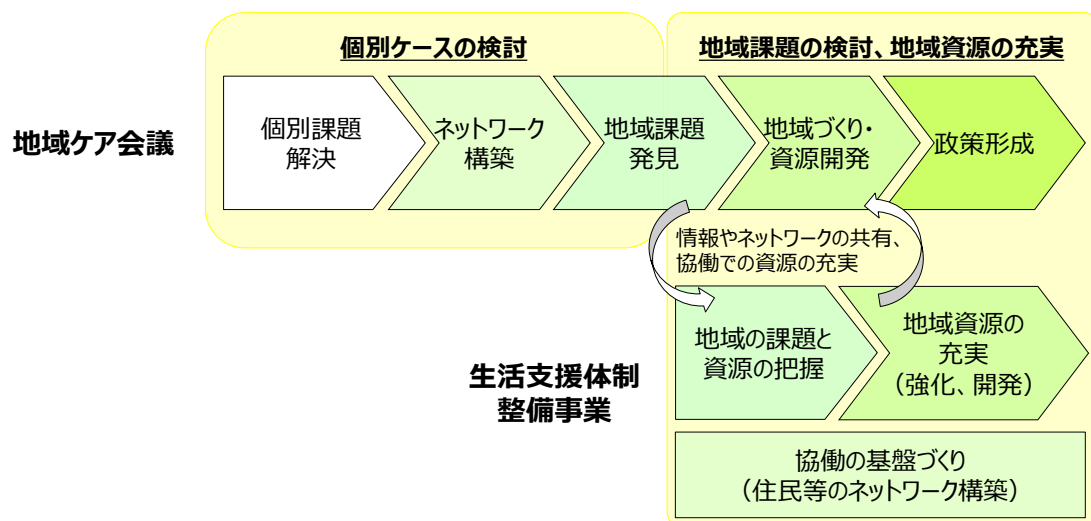 個別ケースの検討
地域課題の検討、地域資源の充実
地域ケア会議
個別課題
解決
ネットワーク
構築
地域課題
発見
地域づくり・
資源開発
政策形成
情報やネットワークの共有、
協働での資源の充実
生活支援体制
整備事業
地域の課題と
資源の把握
地域資源の
充実
（強化、開発）
協働の基盤づくり
（住民等のネットワーク構築）